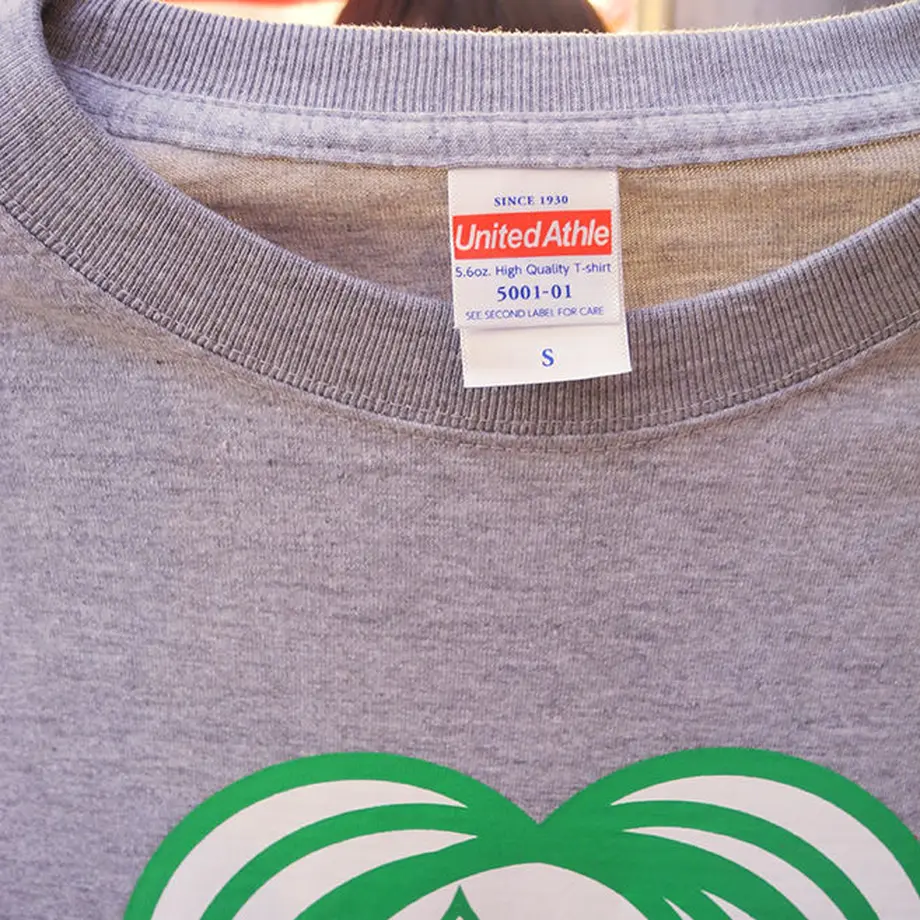 SINCE 1930
United Athle
5.6oz. High Quality T-shirt
5001-01
SEE SECOND LABEL FOR CARE
S